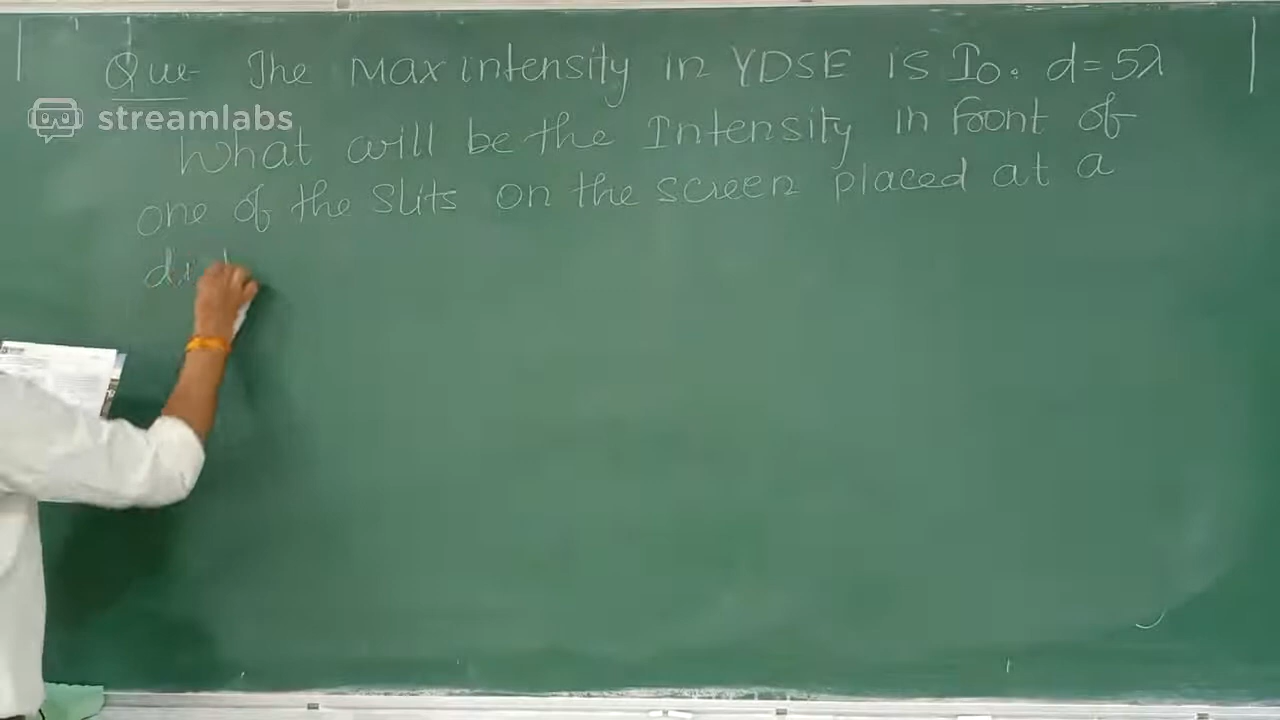 Que- The Max intensity in YDSE is I₀. d=5λ
streamlabs
What will be the Intensity in Foont of
one of the Slits on the screen placed at a